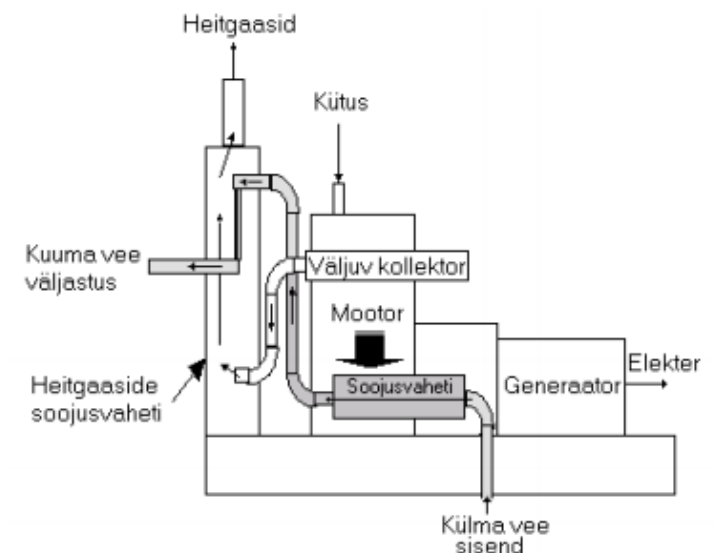 Heitgaasid
Kütus
Kuuma vee
väljastus
Väljuv kollektor
Mootor
Heitgaaside
soojusvaheti
Soojusvaheti
Generaator
Elekter
Külma vee
sisend